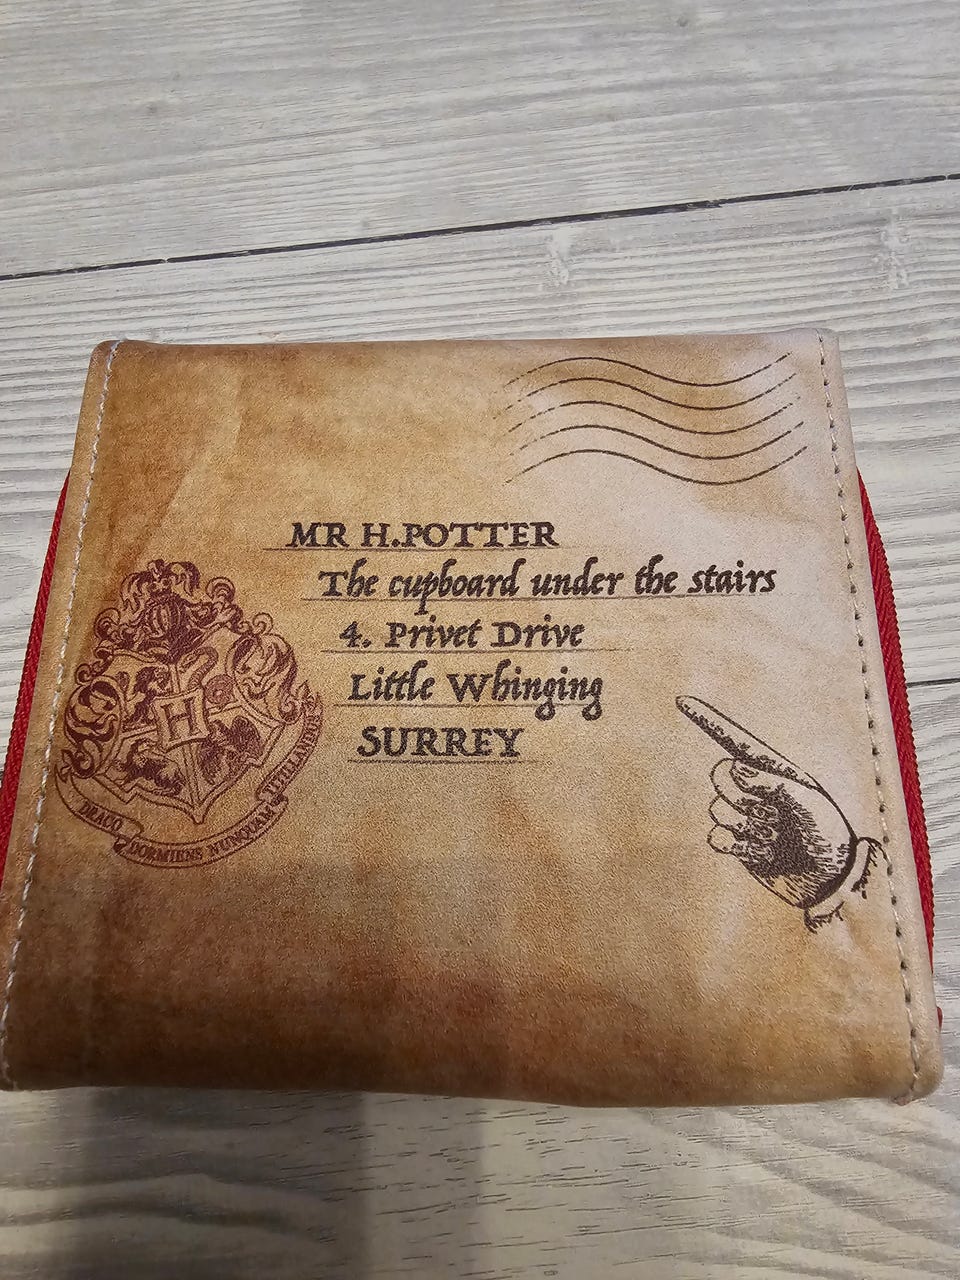 MR H.POTTER
The cupboard under the stairs
4. Privet Drive
Little Whinging
SURREY
H
DRACO DORMIENS NUNQUAM TITILLANDUS